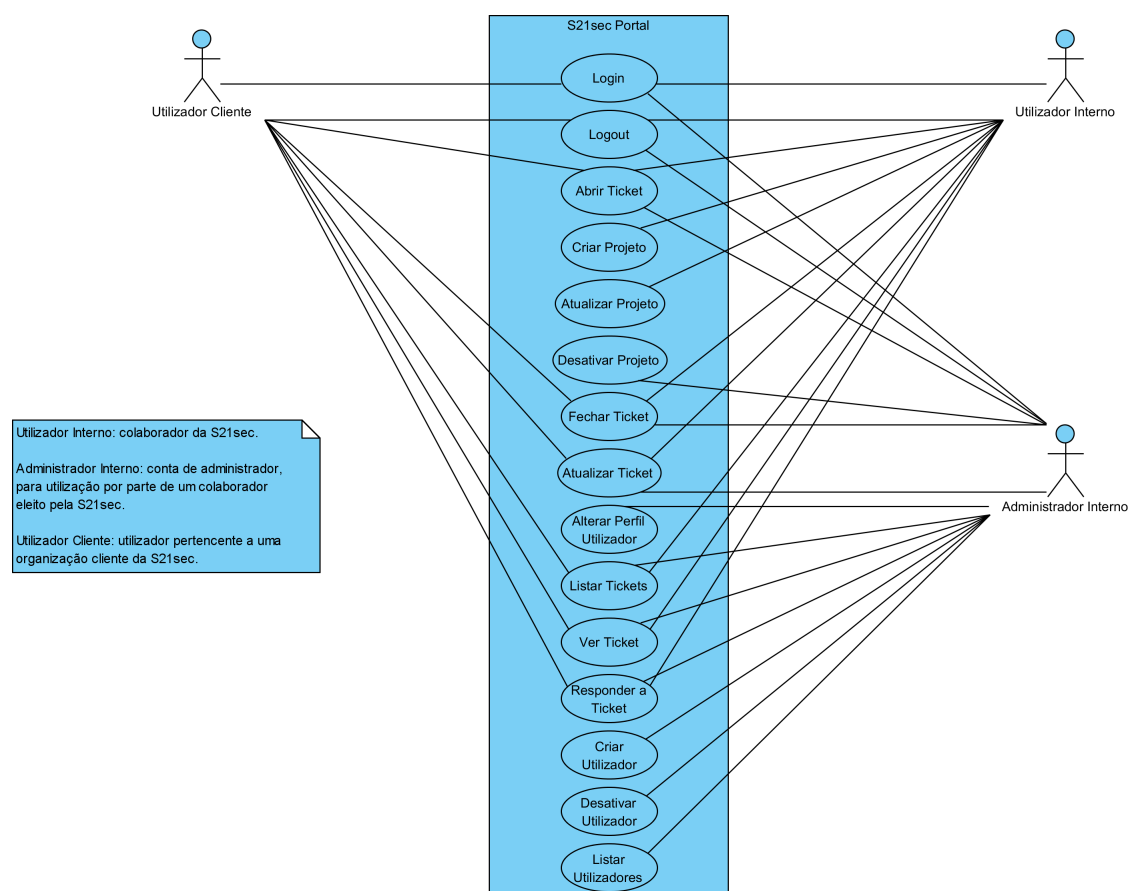 S21sec Portal
Login
Utilizador Cliente
Utilizador Interno
Logout
Abrir Ticket
Criar Projeto
Atualizar Projeto
Desativar Projeto
Fechar Ticket
Utilizador Interno: colaborador da S21sec.
Administrador Interno: conta de administrador,
para utilização por parte de um colaborador
eleito pela S21sec.
Utilizador Cliente: utilizador pertencente a uma
organização cliente da S21sec.
Atualizar Ticket
Administrador Interno
Alterar Perfil
Utilizador
Listar Tickets
Ver Ticket
Responder a
Ticket
Criar
Utilizador
Desativar
Utilizador
Listar
Utilizadores